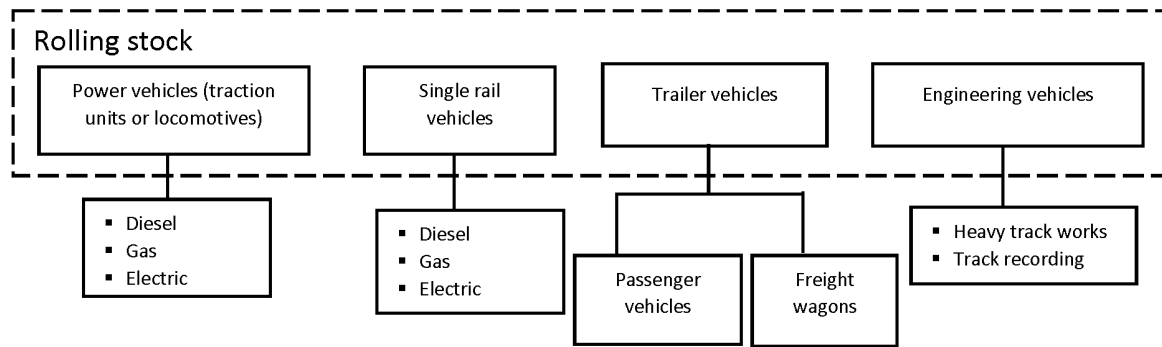 Rolling stock
Power vehicles (traction
units or locomotives)
Single rail
vehicles
Trailer vehicles
Engineering vehicles
▪ Diesel
▪ Gas
▪ Electric
▪ Diesel
▪ Gas
▪ Electric
Passenger
vehicles
Freight
wagons
▪ Heavy track works
▪ Track recording